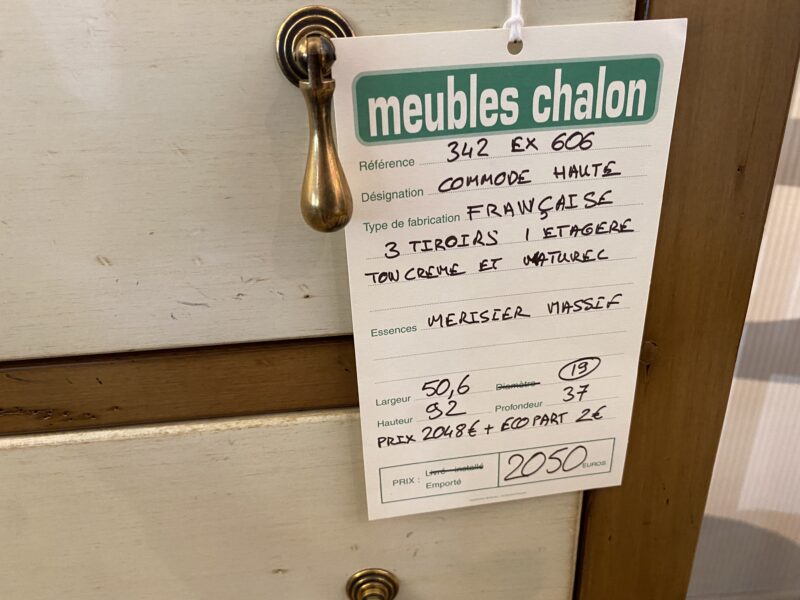 meubles chalon
Référence 342 EX 606
Désignation COMMODE HAUTE
Type de fabrication FRANÇAISE
3 TIROIRS 1 ETAGERE
TON CREME ET NATUREL
Essences MERISIER MASSIF
19
Largeur 50,6 Diamètre
Hauteur 92 Profondeur 37
PRIX 2048€ + ECO PART 2€
PRIX : Livré - installé
Emporté
2050 EUROS